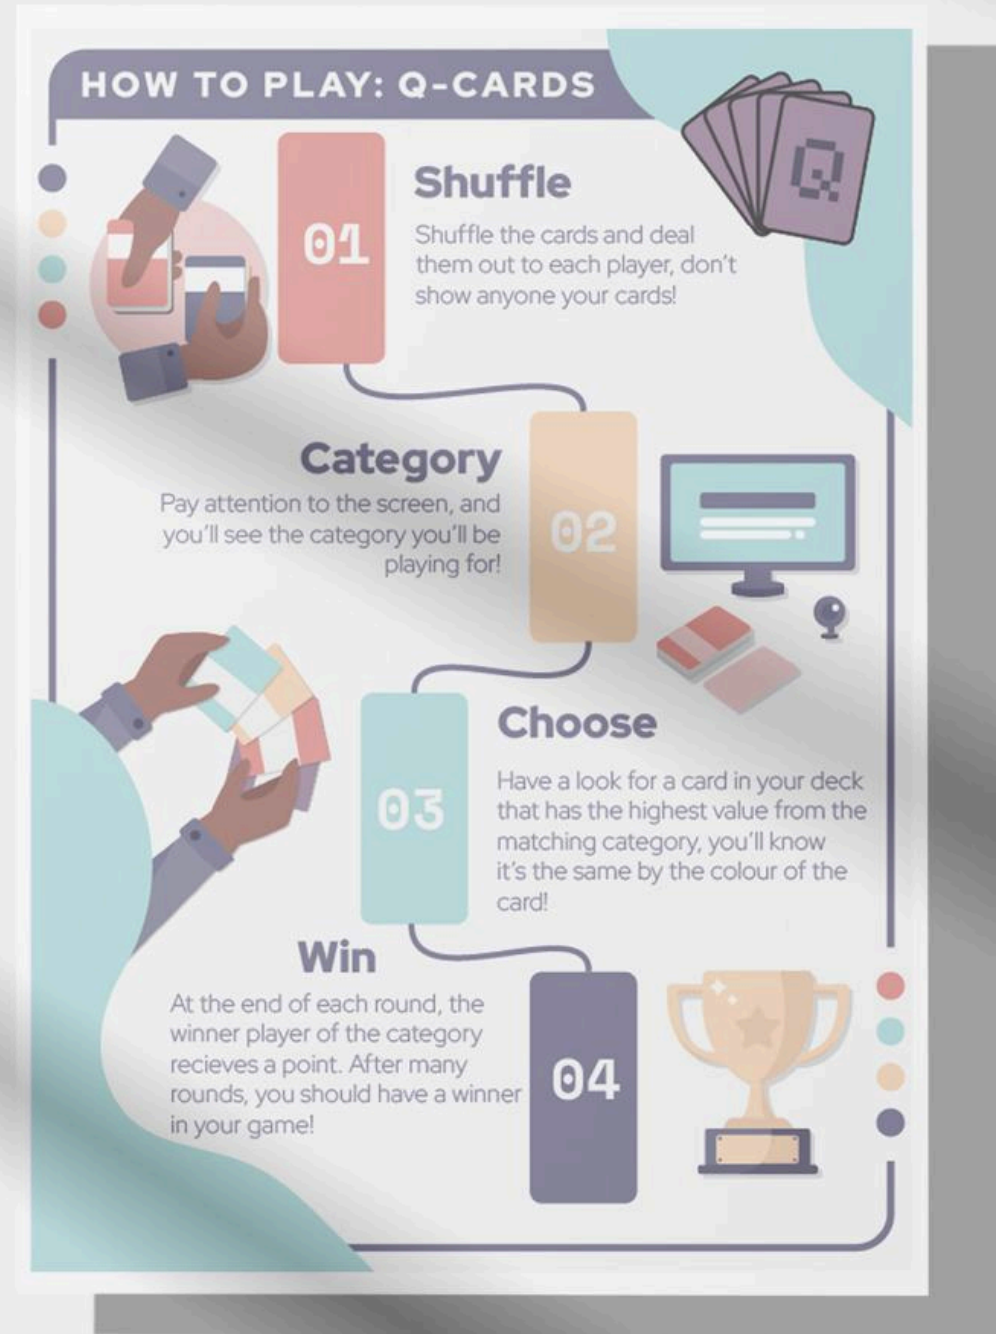 HOW TO PLAY: Q-CARDS
Q
01
Shuffle
Shuffle the cards and deal
them out to each player, don't
show anyone your cards!
Category
Pay attention to the screen, and
you'll see the category you'll be
playing for!
02
03
Choose
Have a look for a card in your deck
that has the highest value from the
matching category, you'll know
it's the same by the colour of the
card!
Win
At the end of each round, the
winner player of the category
recieves a point. After many
rounds, you should have a winner
in your game!
04